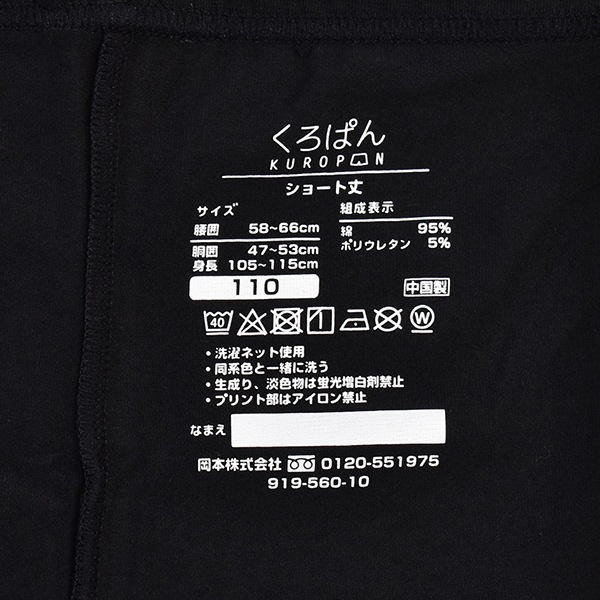 くろぱん
KUROPAN
ショート丈
サイズ
腰囲 58~66cm
胴囲 47~53cm
身長 105~115cm
110
組成表示
綿 95%
ポリウレタン 5%
中国製
40 W
・洗濯ネット使用
・同系色と一緒に洗う
・生成り、淡色物は蛍光増白剤禁止
・プリント部はアイロン禁止
なまえ
岡本株式会社 0120-551975
919-560-10